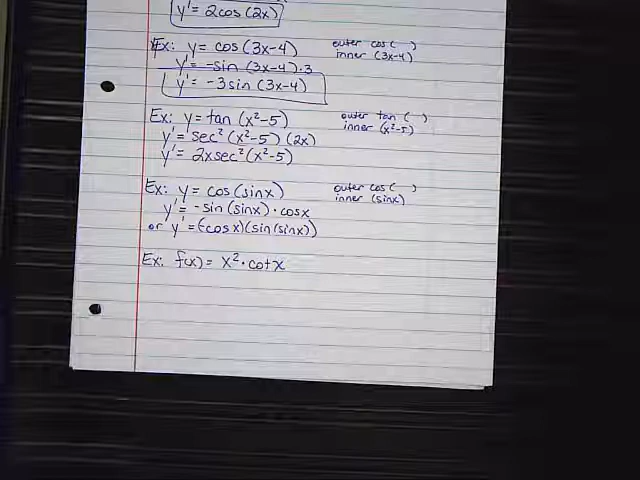 y' = 2cos(2x)
Ex: y = cos(3x-4) outer cos( )
y' = -sin(3x-4)·3 inner (3x-4)
y' = -3sin(3x-4)
Ex: y = tan(x²-5) outer tan( )
y' = sec²(x²-5)(2x) inner (x²-5)
y' = 2xsec²(x²-5)
Ex: y = cos(sinx) outer cos( )
y' = -sin(sinx)·cosx inner (sinx)
or y' = (-cosx)(sin(sinx))
Ex: f(x) = x²·cotx